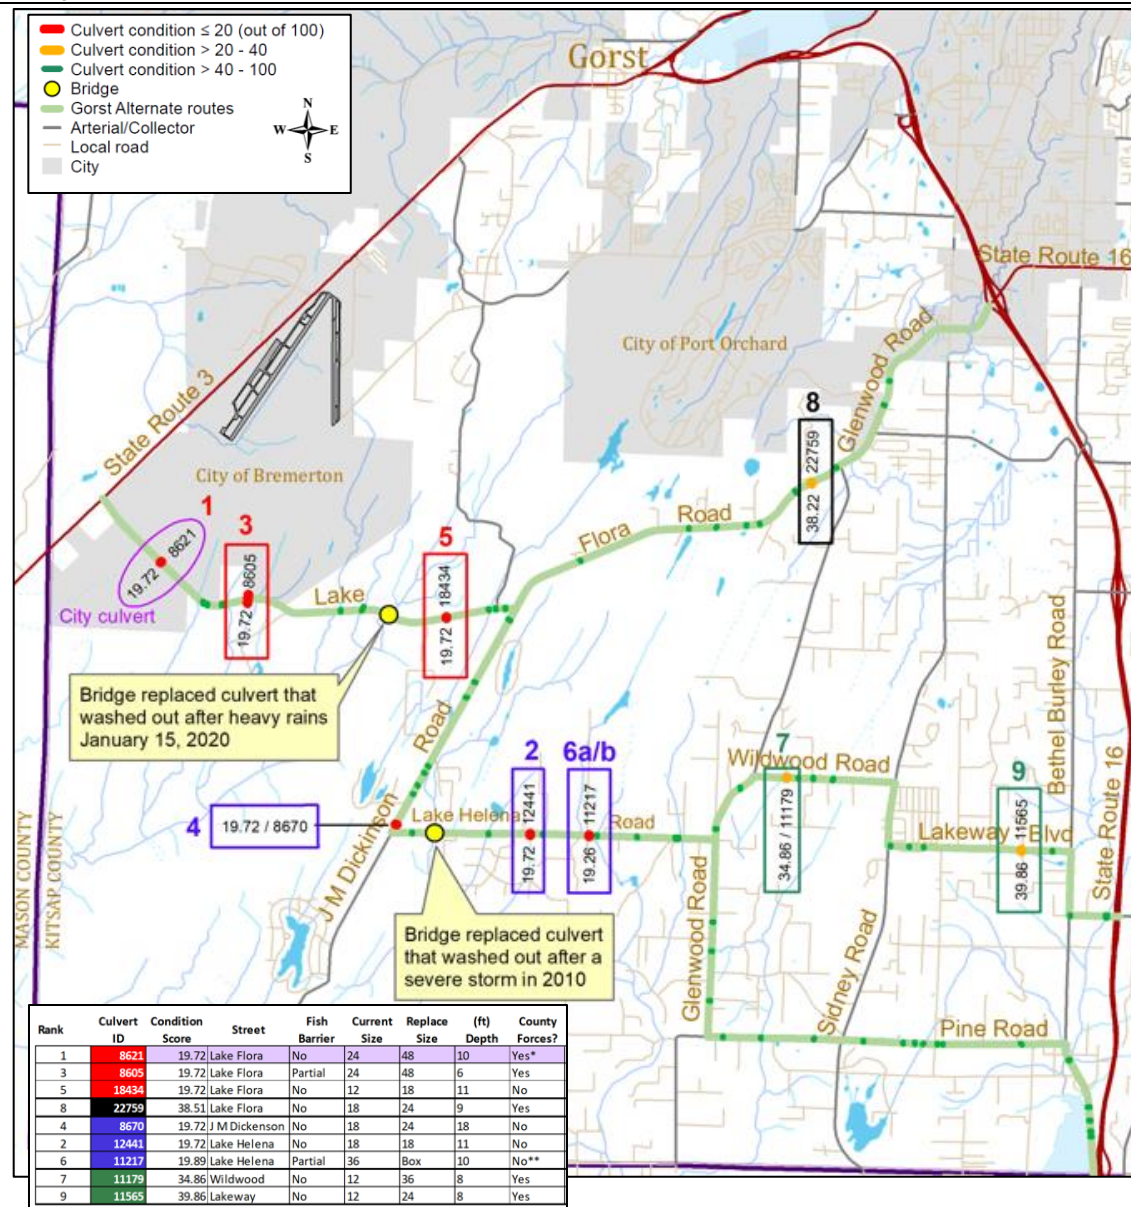 Culvert condition ≤ 20 (out of 100)
Culvert condition > 20 - 40
Culvert condition > 40 - 100
Bridge
Gorst Alternate routes
Arterial/Collector
Local road
City
N
W E
S
Gorst
State Route 16
City of Port Orchard
Glenwood Road
State Route 3
City of Bremerton
8
38.22 22759
1
19.72 8621
City culvert
3
19.72 8605
5
19.72 18434
Lake
Flora
Road
Bridge replaced culvert that
washed out after heavy rains
January 15, 2020
Road
J M Dickinson
4
19.72 / 8670
Lake Helena
Road
2
19.72 12441
6a/b
19.26 11217
Wildwood Road
7
34.86 / 11179
9
39.86 11565
Lakeway Blvd
Bethel Burley Road
State Route 16
MASON COUNTY
KITSAP COUNTY
Bridge replaced culvert
that washed out after a
severe storm in 2010
Glenwood Road
Sidney Road
Pine Road
Rank Culvert ID Condition Score Street Fish Barrier Current Size Replace Size (ft) Depth County Forces?
1 8621 19.72 Lake Flora No 24 48 10 Yes*
3 8605 19.72 Lake Flora Partial 24 48 6 Yes
5 18434 19.72 Lake Flora No 12 18 11 No
8 22759 38.51 Lake Flora No 18 24 9 Yes
4 8670 19.72 J M Dickenson No 18 24 18 No
2 12441 19.72 Lake Helena No 18 18 11 No
6 11217 19.89 Lake Helena Partial 36 Box 10 No**
7 11179 34.86 Wildwood No 12 36 8 Yes
9 11565 39.86 Lakeway No 12 24 8 Yes